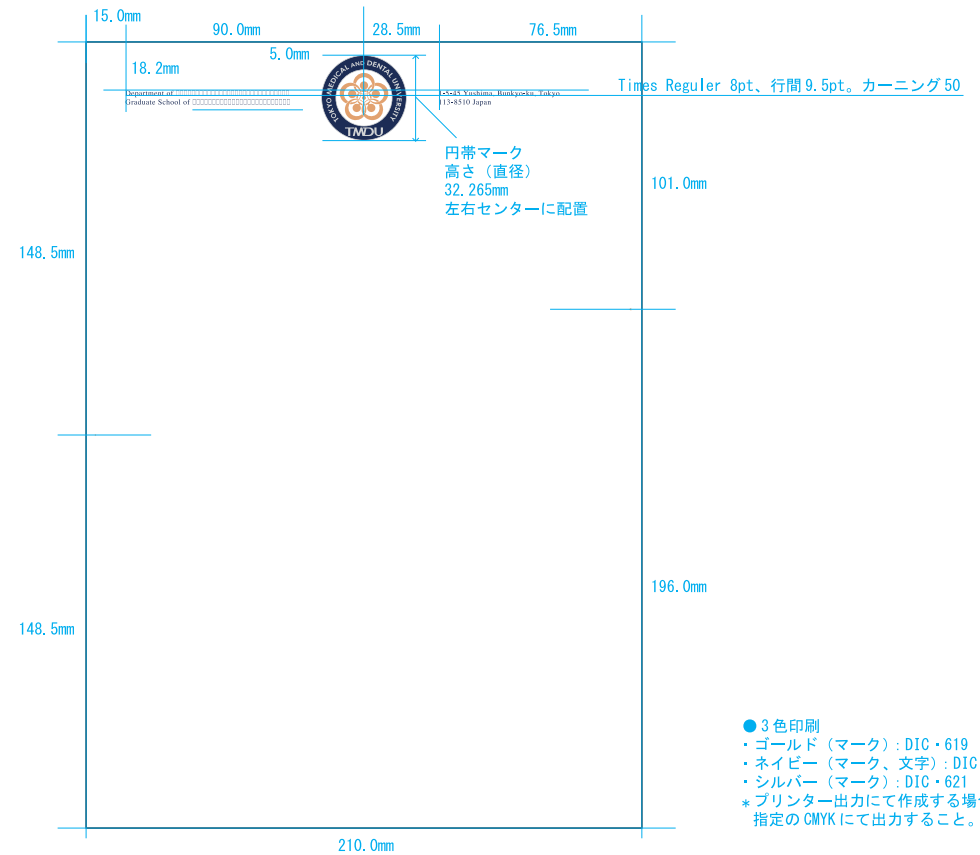 15.0mm
90.0mm
28.5mm
76.5mm
5.0mm
18.2mm
Department of □□□□□□□□□□□□□□□□□□□□□□□□□
Graduate School of □□□□□□□□□□□□□□□□□□□□□□
TOKYO MEDICAL AND DENTAL UNIVERSITY
TMDU
1-5-45 Yushima, Bunkyo-ku, Tokyo
113-8510 Japan
Times Reguler 8pt、行間 9.5pt。カーニング 50
円帯マーク
高さ（直径）
32.265mm
左右センターに配置
101.0mm
148.5mm
196.0mm
148.5mm
210.0mm
●3色印刷
・ゴールド（マーク）: DIC・619
・ネイビー（マーク、文字）: DIC
・シルバー（マーク）: DIC・621
*プリンター出力にて作成する場
指定のCMYKにて出力すること。